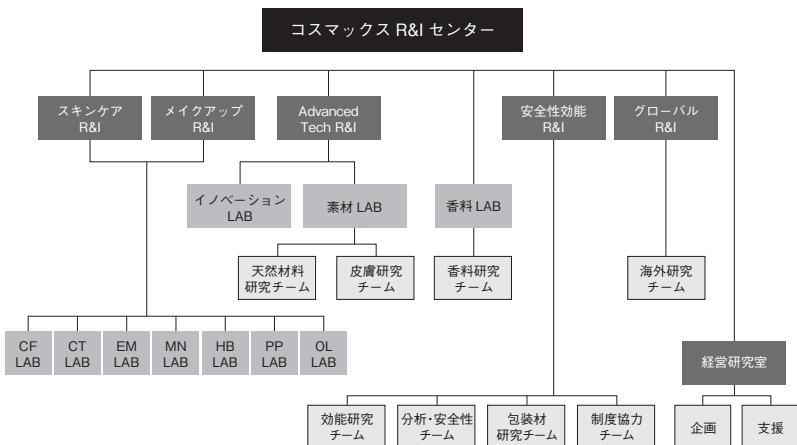 コスマックス R&I センター
スキンケア
R&I
メイクアップ
R&I
Advanced
Tech R&I
安全性効能
R&I
グローバル
R&I
イノベーション
LAB
素材 LAB
香料 LAB
天然材料
研究チーム
皮膚研究
チーム
香料研究
チーム
海外研究
チーム
CF
LAB
CT
LAB
EM
LAB
MN
LAB
HB
LAB
PP
LAB
OL
LAB
経営研究室
効能研究
チーム
分析・安全性
チーム
包装材
研究チーム
制度協力
チーム
企画
支援